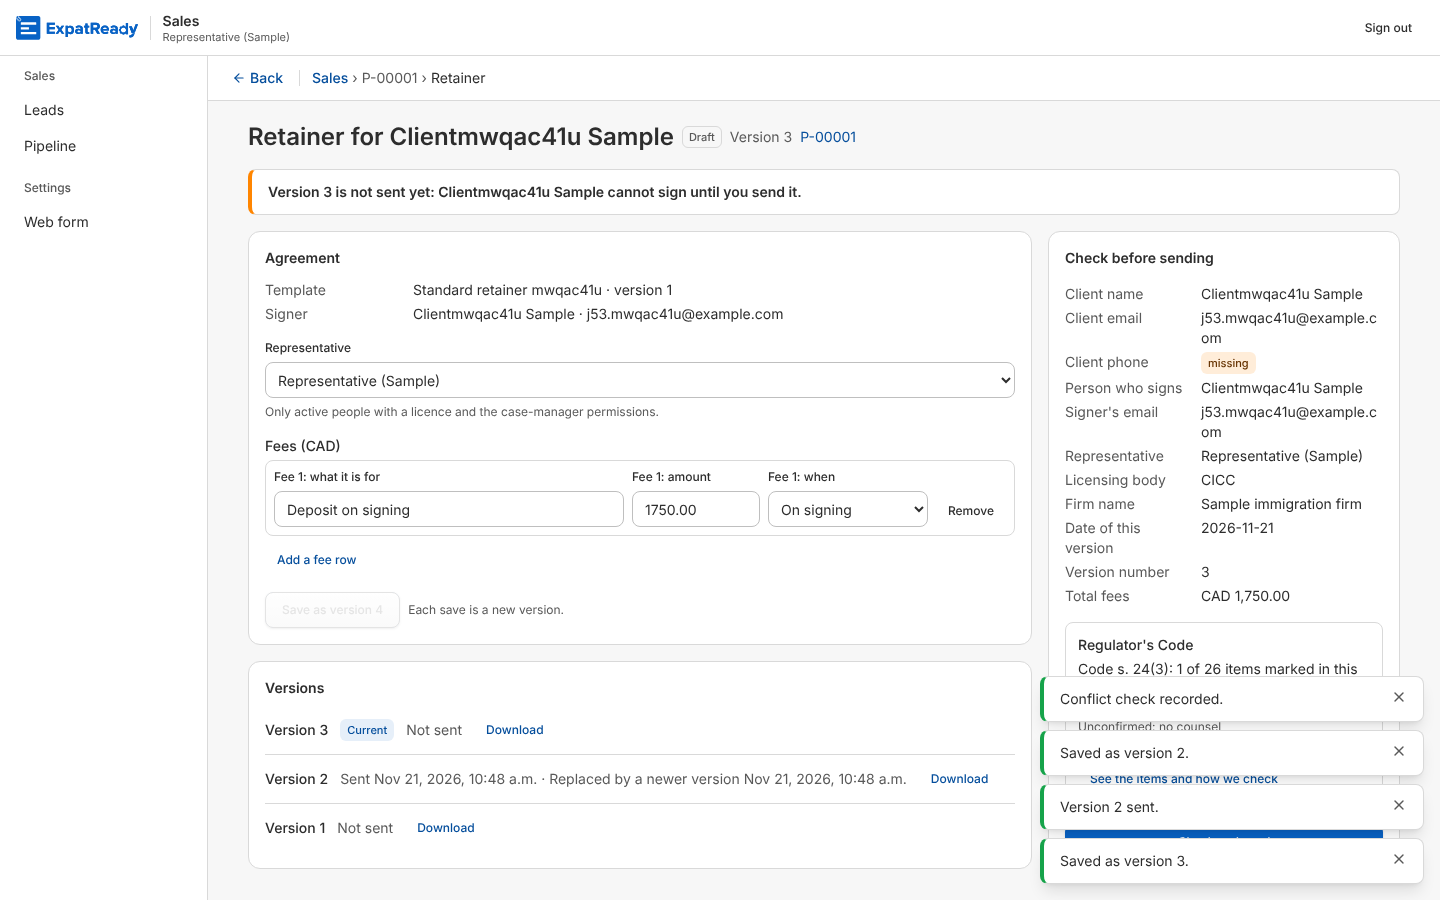 ExpatReady
Sales
Representative (Sample)
Sign out
Sales
Leads
Pipeline
Settings
Web form
← Back
Sales › P-00001 › Retainer
Retainer for Clientmwqac41u Sample
Draft
Version 3
P-00001
Version 3 is not sent yet: Clientmwqac41u Sample cannot sign until you send it.
Agreement
Template
Standard retainer mwqac41u · version 1
Signer
Clientmwqac41u Sample · j53.mwqac41u@example.com
Representative
Representative (Sample)
Only active people with a licence and the case-manager permissions.
Fees (CAD)
Fee 1: what it is for
Fee 1: amount
Fee 1: when
Deposit on signing
1750.00
On signing
Remove
Add a fee row
Save as version 4
Each save is a new version.
Versions
Version 3
Current
Not sent
Download
Version 2
Sent Nov 21, 2026, 10:48 a.m. · Replaced by a newer version Nov 21, 2026, 10:48 a.m.
Download
Version 1
Not sent
Download
Check before sending
Client name
Clientmwqac41u Sample
Client email
j53.mwqac41u@example.c
om
Client phone
missing
Person who signs
Clientmwqac41u Sample
Signer's email
j53.mwqac41u@example.c
om
Representative
Representative (Sample)
Licensing body
CICC
Firm name
Sample immigration firm
Date of this
version
2026-11-21
Version number
3
Total fees
CAD 1,750.00
Regulator's Code
Code s. 24(3): 1 of 26 items marked in this
Conflict check recorded.
Unconfirmed: no counsel
Saved as version 2.
See the items and how we check
Version 2 sent.
Saved as version 3.